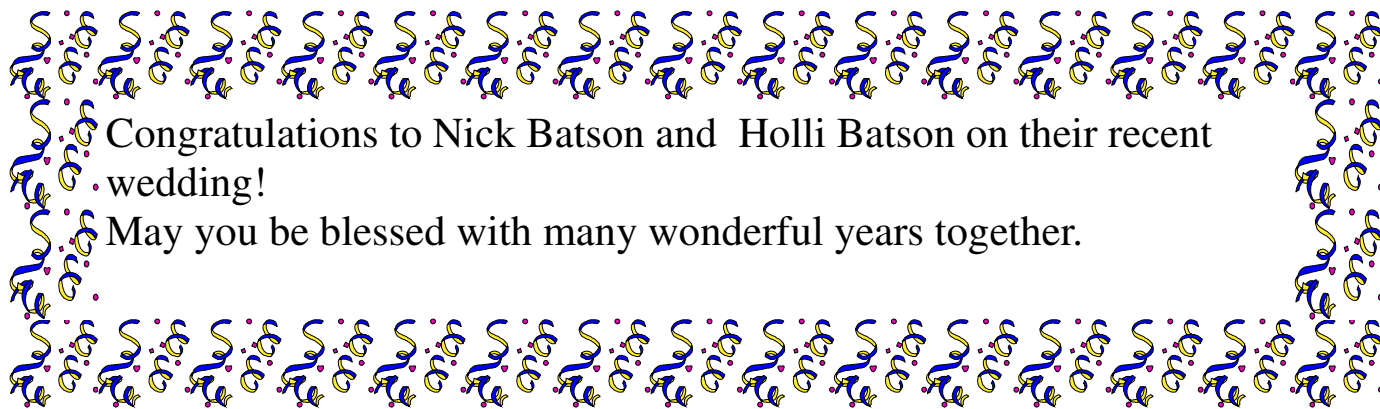 Congratulations to Nick Batson and  Holli Batson on their recent
wedding!
May you be blessed with many wonderful years together.